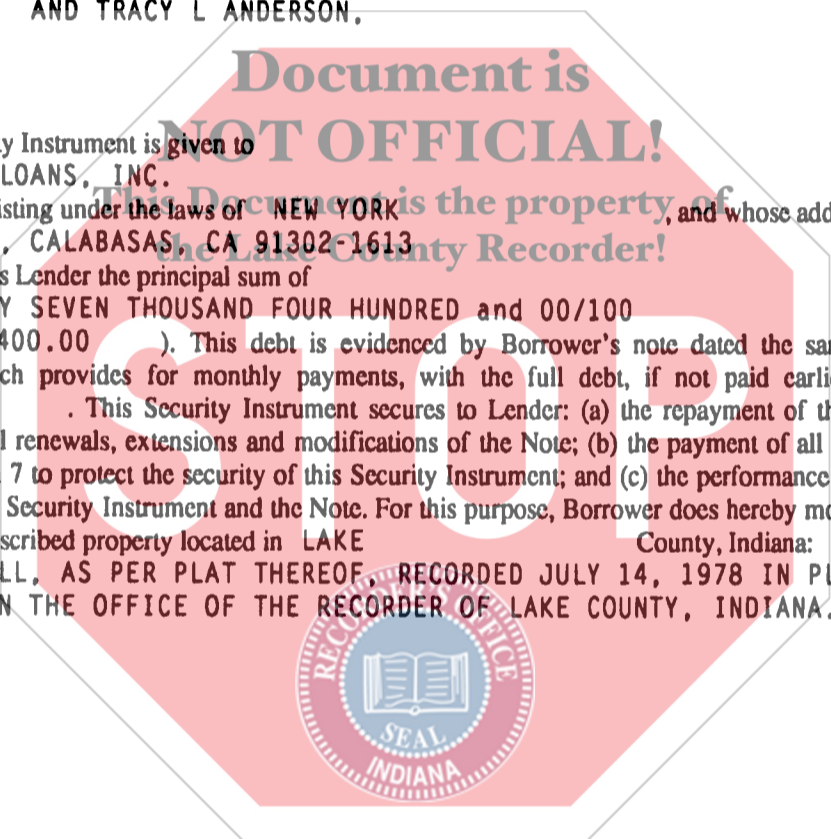 AND TRACY L ANDERSON,
Document is
NOT OFFICIAL!
y Instrument is given to
LOANS, INC.
This Document is the property of
isting under the laws of NEW YORK , and whose add
, CALABASAS, CA 91302-1613
the Lake County Recorder!
s Lender the principal sum of
Y SEVEN THOUSAND FOUR HUNDRED and 00/100
400.00 ). This debt is evidenced by Borrower's note dated the sa
ch provides for monthly payments, with the full debt, if not paid earli
. This Security Instrument secures to Lender: (a) the repayment of th
l renewals, extensions and modifications of the Note; (b) the payment of all
7 to protect the security of this Security Instrument; and (c) the performance
Security Instrument and the Note. For this purpose, Borrower does hereby mo
scribed property located in LAKE County, Indiana:
STOP
LL, AS PER PLAT THEREOF, RECORDED JULY 14, 1978 IN PL
N THE OFFICE OF THE RECORDER OF LAKE COUNTY, INDIANA.
RECORDER'S OFFICE
SEAL
INDIANA